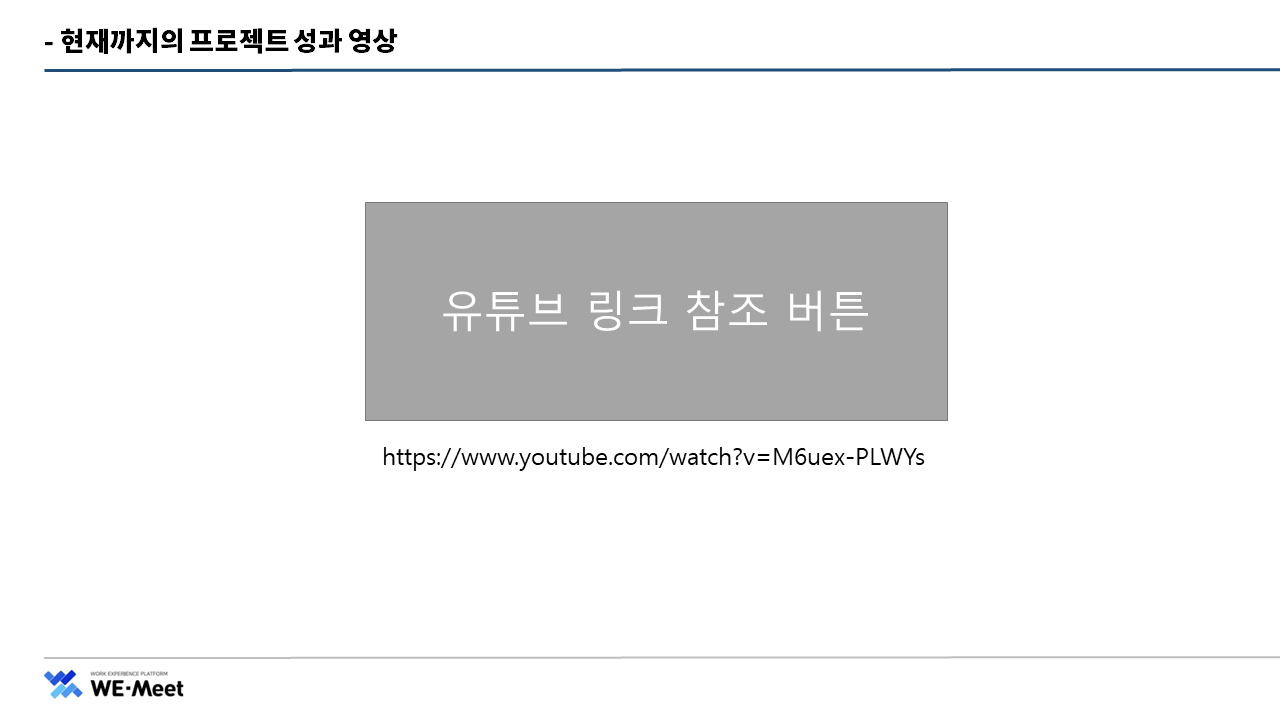 - 현재까지의 프로젝트 성과 영상
유튜브 링크 참조 버튼
https://www.youtube.com/watch?v=M6uex-PLWYs
WORK EXPERIENCE PLATFORM
WE-Meet